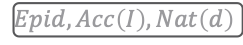 Epid, Acc(I), Nat(d)